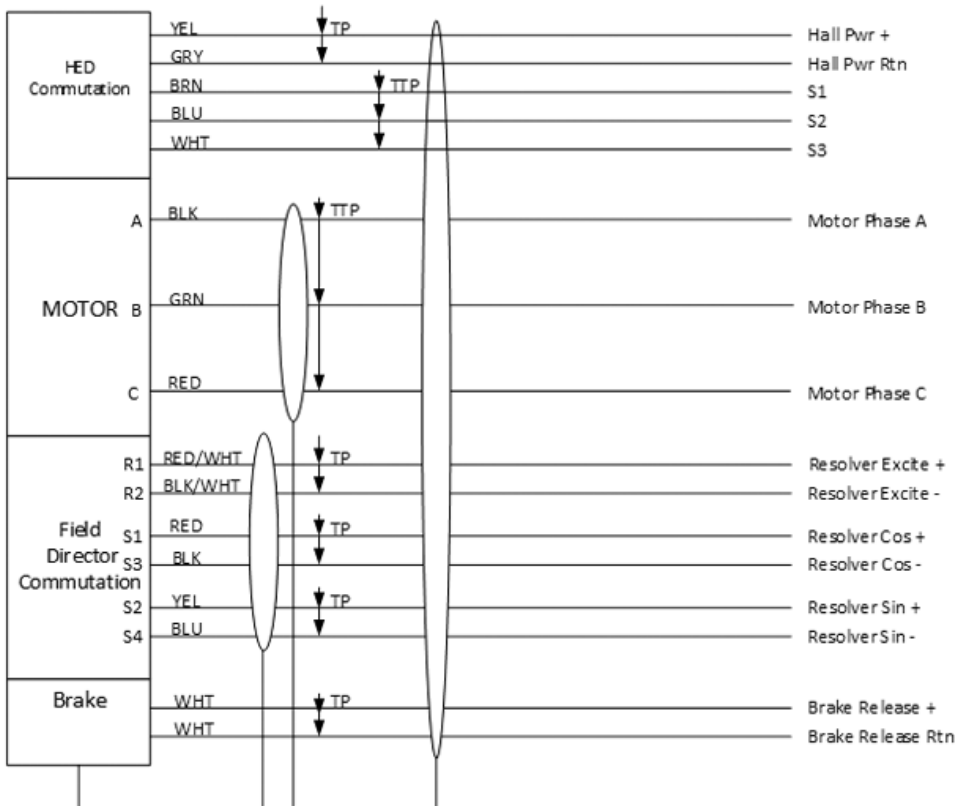 YEL TP Hall Pwr +
GRY Hall Pwr Rtn
HED
Commutation
BRN TTP S1
BLU S2
WHT S3
A BLK TTP Motor Phase A
MOTOR B GRN Motor Phase B
C RED Motor Phase C
R1 RED/WHT TP Resolver Excite +
R2 BLK/WHT Resolver Excite -
Field
Director
Commutation
S1 RED TP Resolver Cos +
S3 BLK Resolver Cos -
S2 YEL TP Resolver Sin +
S4 BLU Resolver Sin -
Brake
WHT TP Brake Release +
WHT Brake Release Rtn